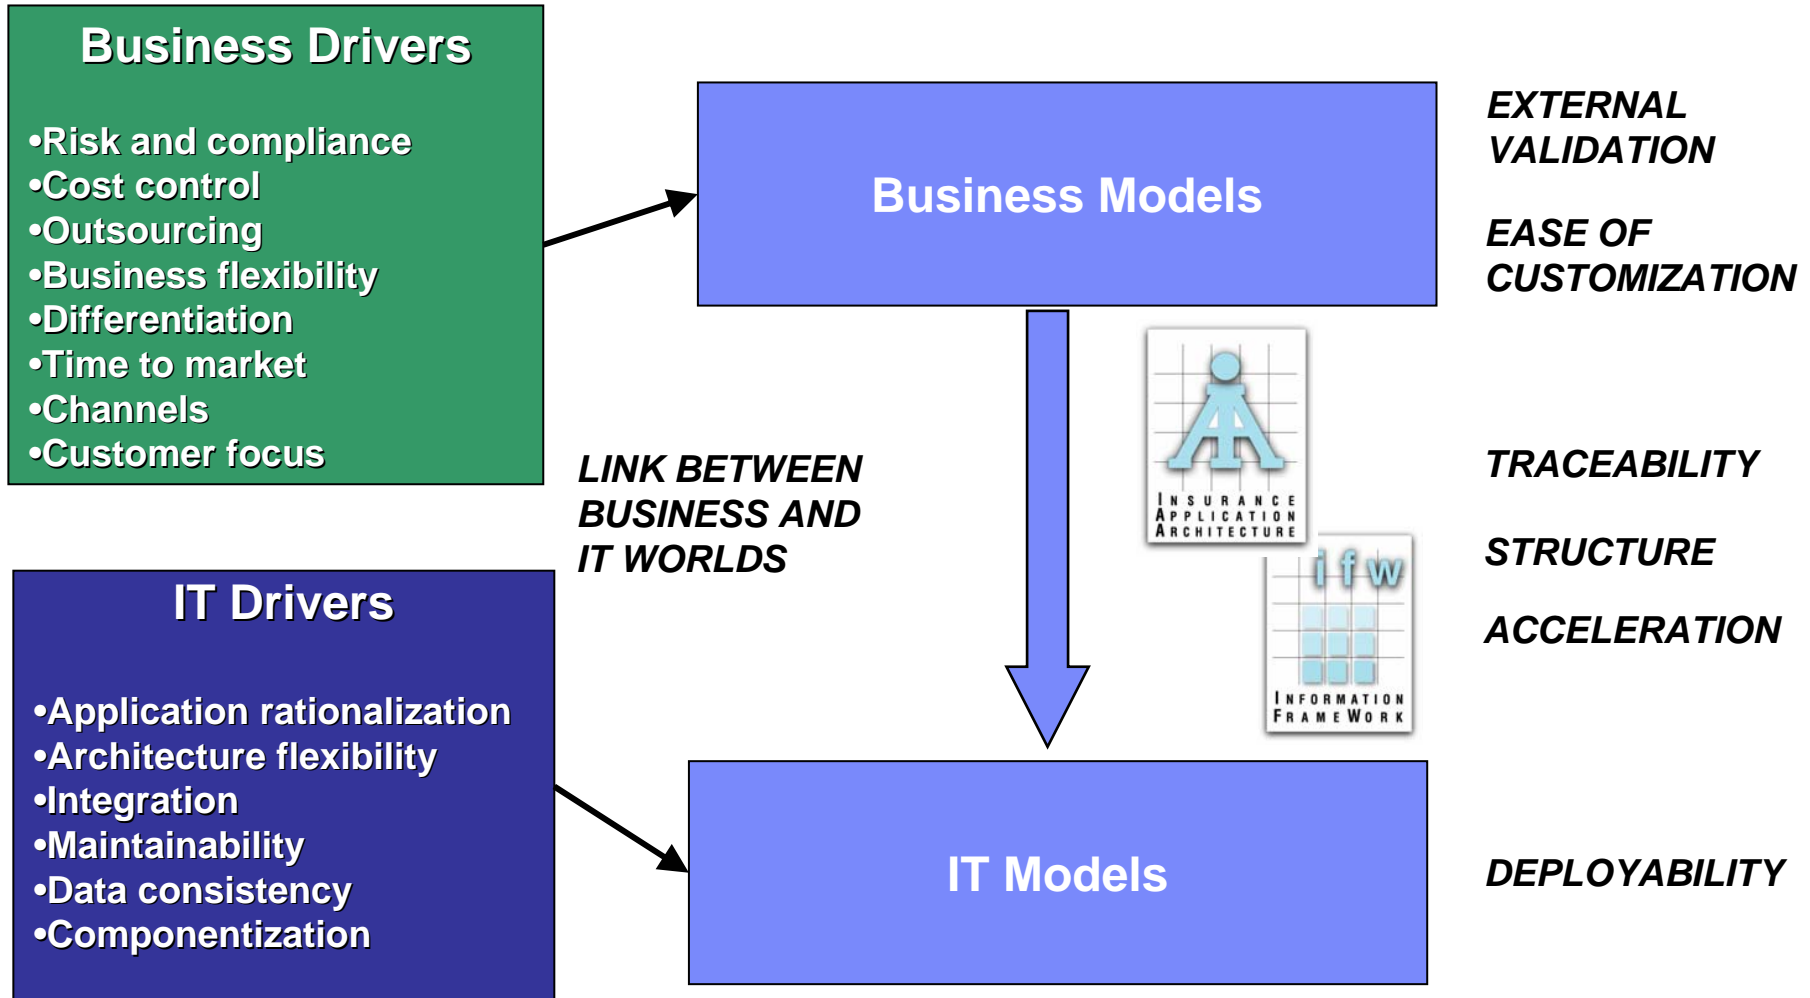 Business Drivers
•Risk and compliance
•Cost control
•Outsourcing
•Business flexibility
•Differentiation
•Time to market
•Channels
•Customer focus
IT Drivers
•Application rationalization
•Architecture flexibility
•Integration
•Maintainability
•Data consistency
•Componentization
LINK BETWEEN
BUSINESS AND
IT WORLDS
Business Models
INSURANCE
APPLICATION
ARCHITECTURE
ifw
INFORMATION
FRAMEWORK
IT Models
EXTERNAL
VALIDATION
EASE OF
CUSTOMIZATION
TRACEABILITY
STRUCTURE
ACCELERATION
DEPLOYABILITY